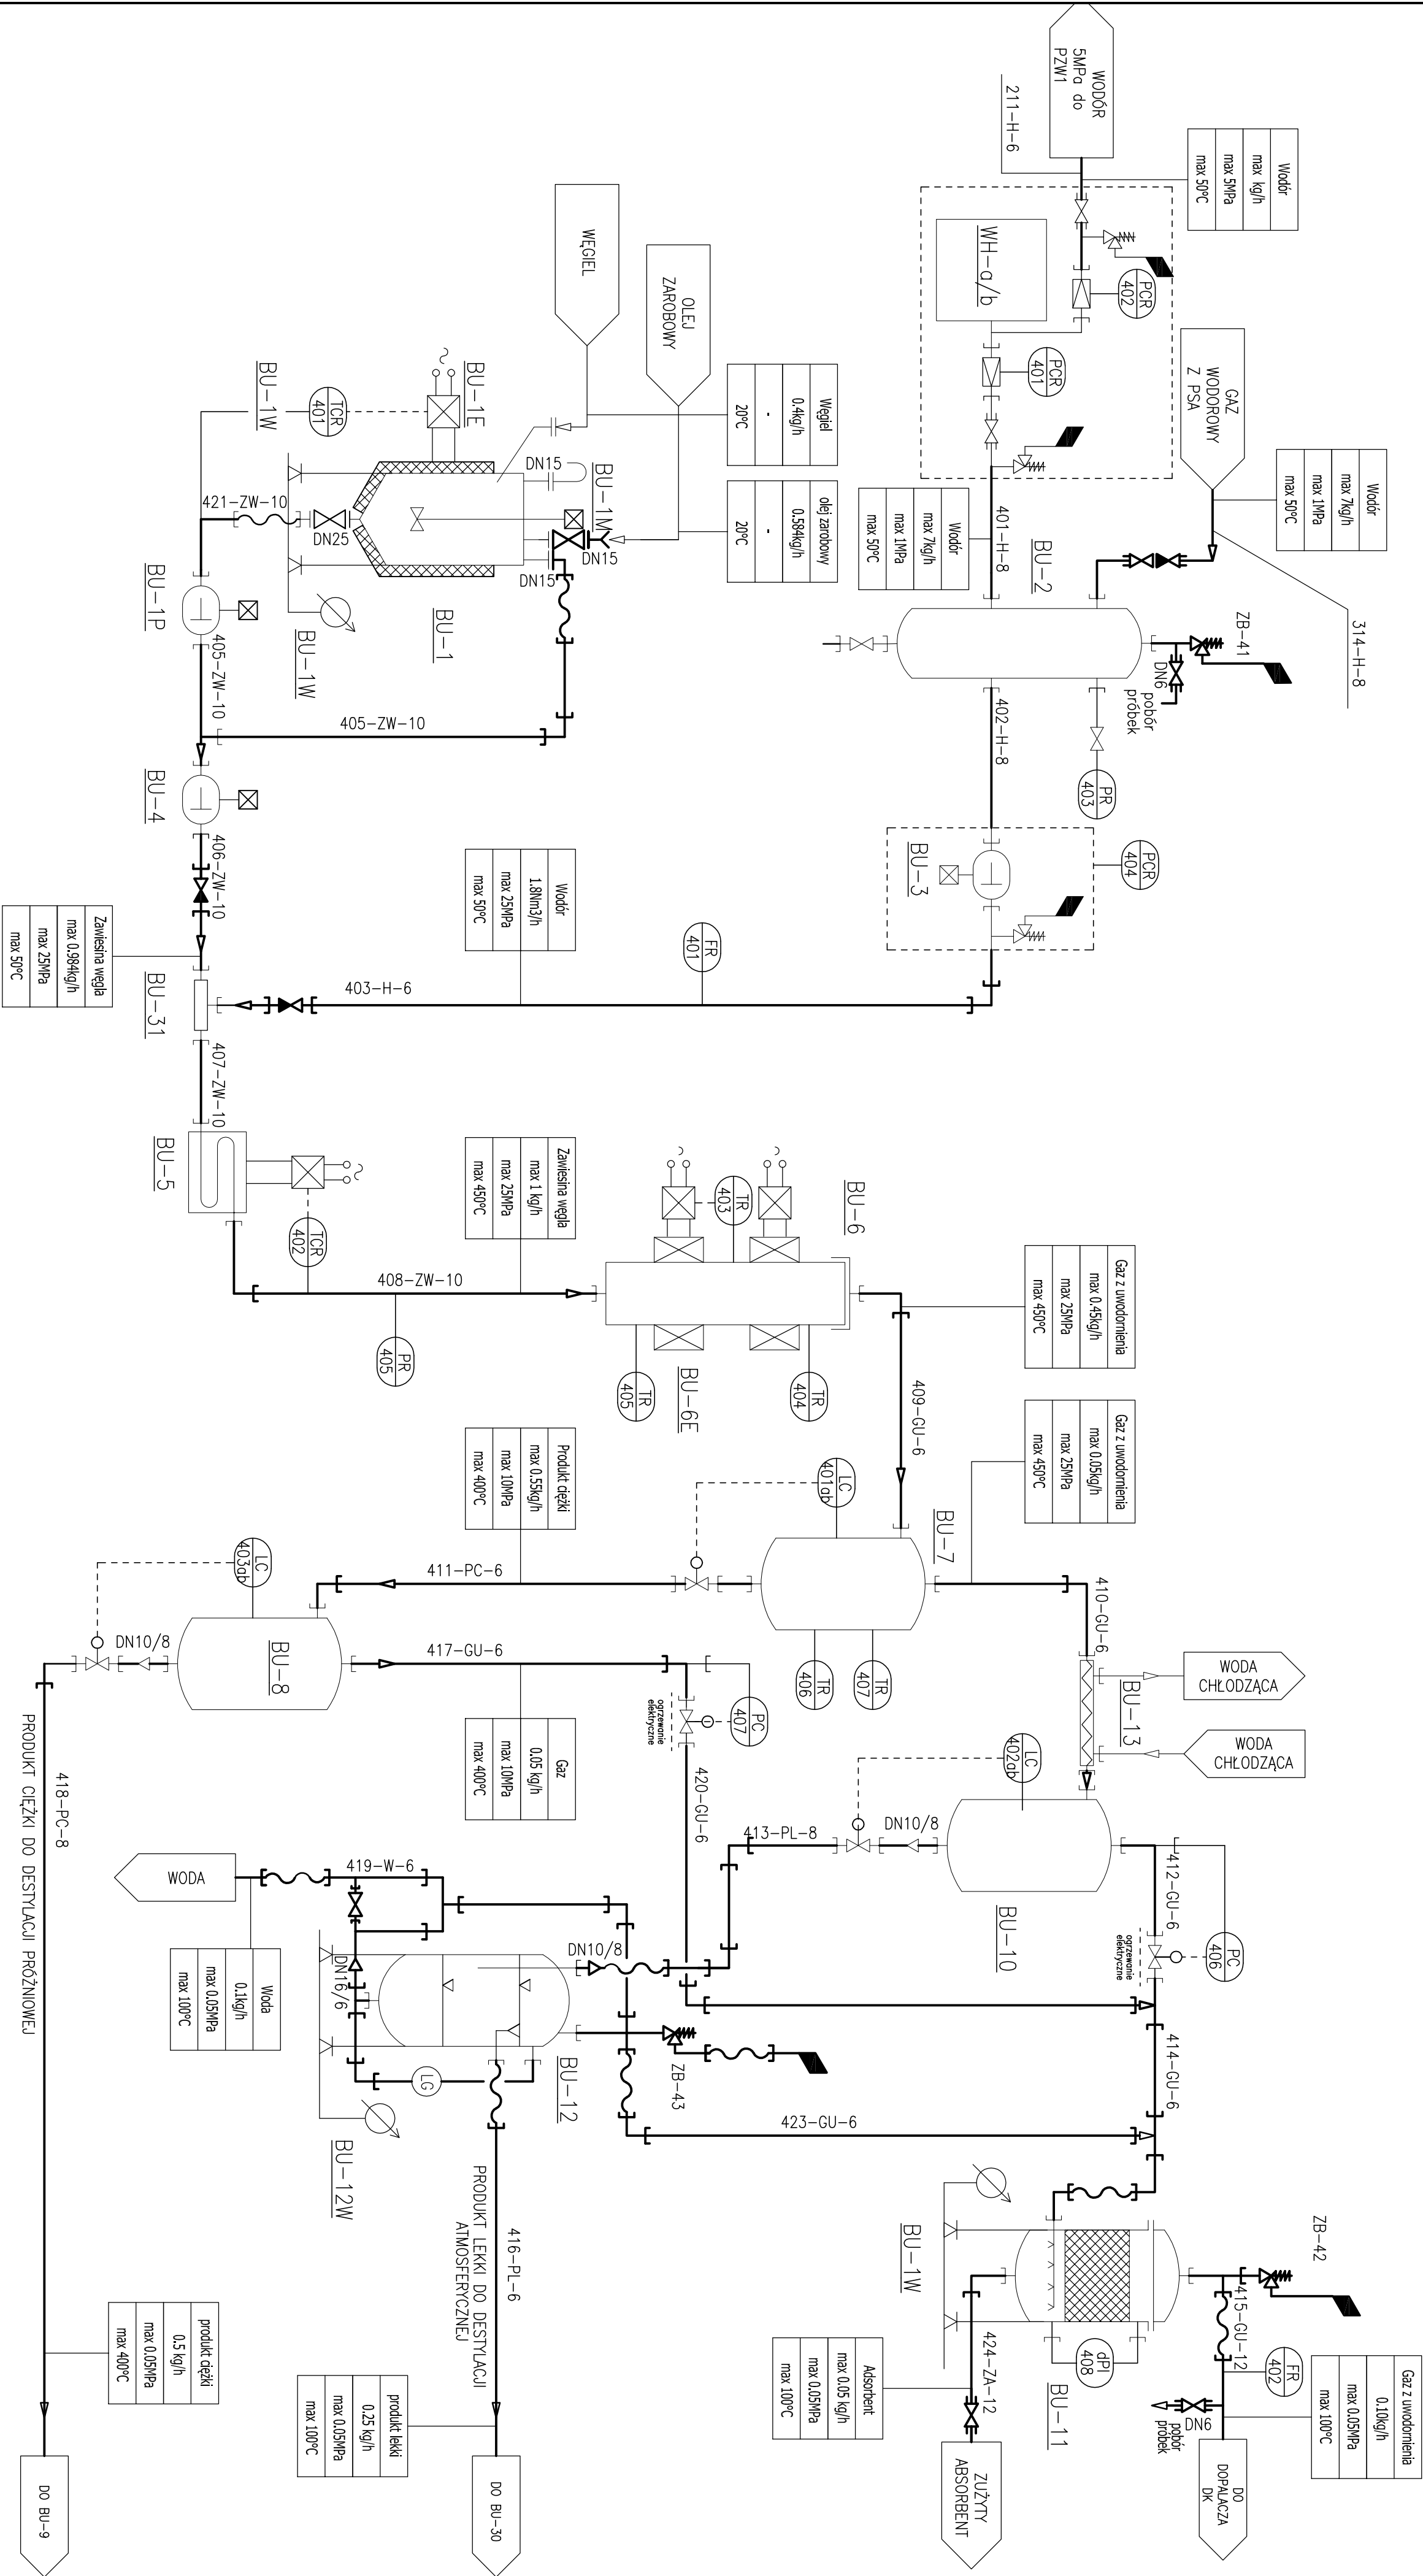 WODÓR
5MPa do
PZW1
211-H-6
Wodór
max kg/h
max 5MPa
max 50°C
WH-a/b
PCR
402
PCR
401
GAZ
WODOROWY
Z PSA
Wodór
max 7kg/h
max 1MPa
max 50°C
314-H-8
WĘGIEL
OLEJ
ZAROBOWY
Węgiel
0.4kg/h
-
20°C
olej zarobowy
0.584kg/h
-
20°C
Wodór
max 7kg/h
max 1MPa
max 50°C
401-H-8
BU-2
ZB-41
DN6
pobór
próbek
PR
403
402-H-8
BU-1W
TCR
401
BU-1E
DN15
BU-1M
DN15
DN15
421-ZW-10
DN25
BU-1
BU-1W
BU-1P
405-ZW-10
405-ZW-10
BU-4
406-ZW-10
BU-3
PCR
404
Wodór
1.8Nm3/h
max 25MPa
max 50°C
FR
401
403-H-6
Zawiesina węgla
max 0.984kg/h
max 25MPa
max 50°C
BU-31
407-ZW-10
BU-5
TCR
402
408-ZW-10
Zawiesina węgla
max 1 kg/h
max 25MPa
max 450°C
PR
405
BU-6
TR
403
BU-6E
TR
404
TR
405
Gaz z uwodornienia
max 0.45kg/h
max 25MPa
max 450°C
409-GU-6
Gaz z uwodornienia
max 0.05kg/h
max 25MPa
max 450°C
Produkt ciężki
max 0.55kg/h
max 10MPa
max 400°C
LC
401ab
BU-7
TR
406
TR
407
410-GU-6
411-PC-6
LC
403ab
BU-8
DN10/8
417-GU-6
Gaz
0.05 kg/h
max 10MPa
max 400°C
PC
407
ogrzewanie
elektryczne
420-GU-6
WODA
CHŁODZĄCA
WODA
CHŁODZĄCA
BU-13
LC
402ab
BU-10
DN10/8
413-PL-8
412-GU-6
PC
406
ogrzewanie
elektryczne
414-GU-6
418-PC-8
PRODUKT CIĘŻKI DO DESTYLACJI PRÓŻNIOWEJ
WODA
419-W-6
Woda
0.1kg/h
max 0.05MPa
max 100°C
DN16/6
DN10/8
BU-12
LG
BU-12W
ZB-43
423-GU-6
416-PL-6
PRODUKT LEKKI DO DESTYLACJI
ATMOSFERYCZNEJ
BU-1W
ZB-42
415-GU-12
FR
402
dPI
408
BU-11
424-ZA-12
Adsorbent
max 0.05 kg/h
max 0.05MPa
max 100°C
Gaz z uwodornienia
0.10kg/h
max 0.05MPa
max 100°C
DN6
pobór
próbek
produkt ciężki
0.5 kg/h
max 0.05MPa
max 400°C
produkt lekki
0.25 kg/h
max 0.05MPa
max 100°C
DO BU-9
DO BU-30
ZUŻYTY
ABSORBENT
DO
DOPALACZA
DK